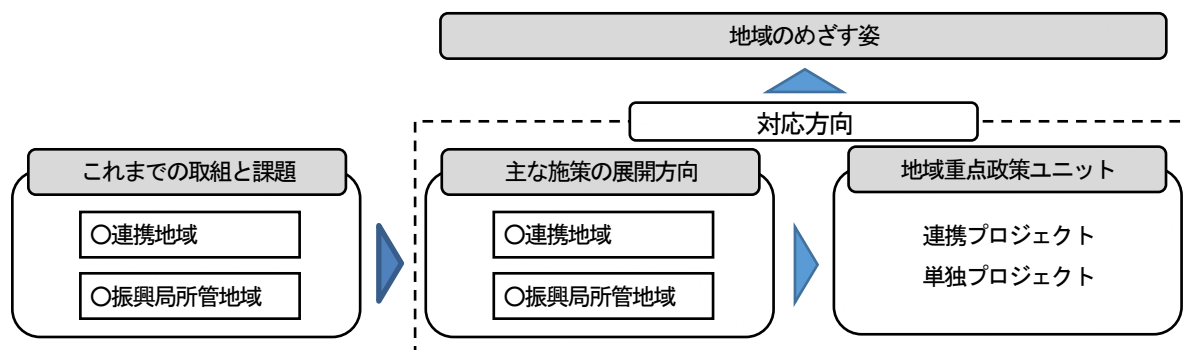 地域のめざす姿
対応方向
これまでの取組と課題
〇連携地域
〇振興局所管地域
主な施策の展開方向
〇連携地域
〇振興局所管地域
地域重点政策ユニット
連携プロジェクト
単独プロジェクト